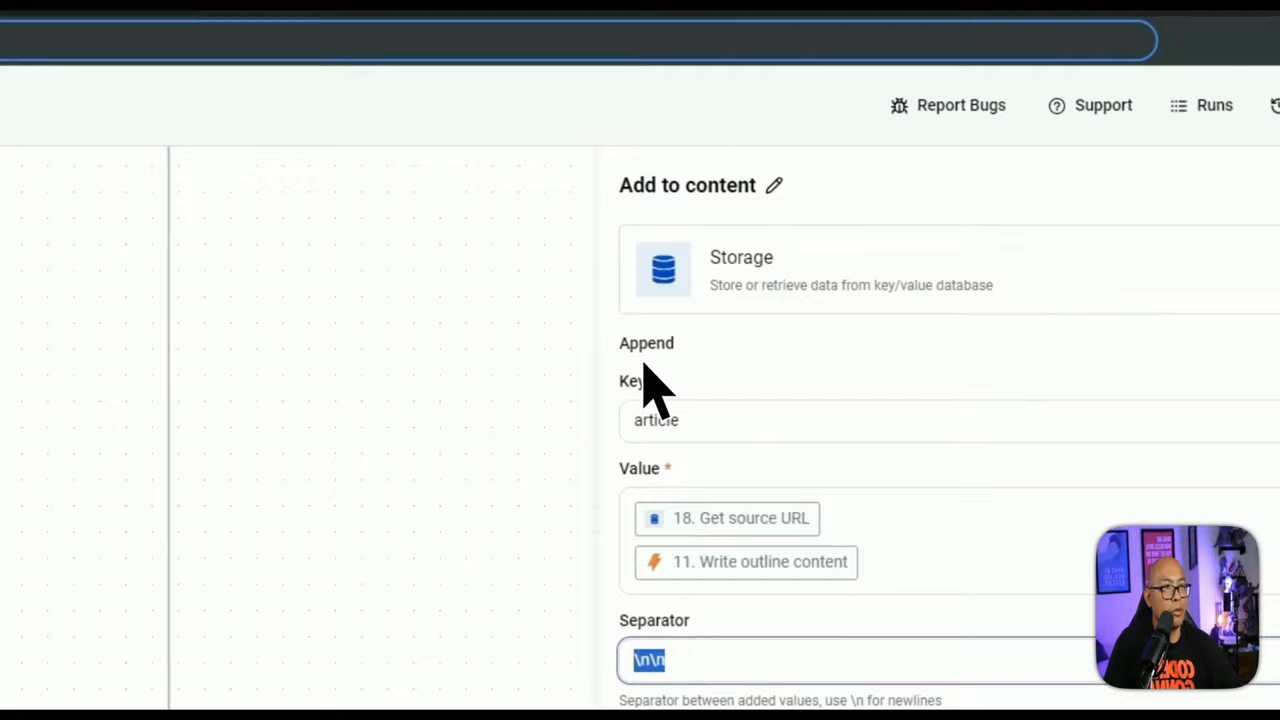 Report Bugs
Support
Runs
Add to content
Storage
Store or retrieve data from key/value database
Append
Key
article
Value *
18. Get source URL
11. Write outline content
Separator
\n\n
Separator between added values, use \n for newlines